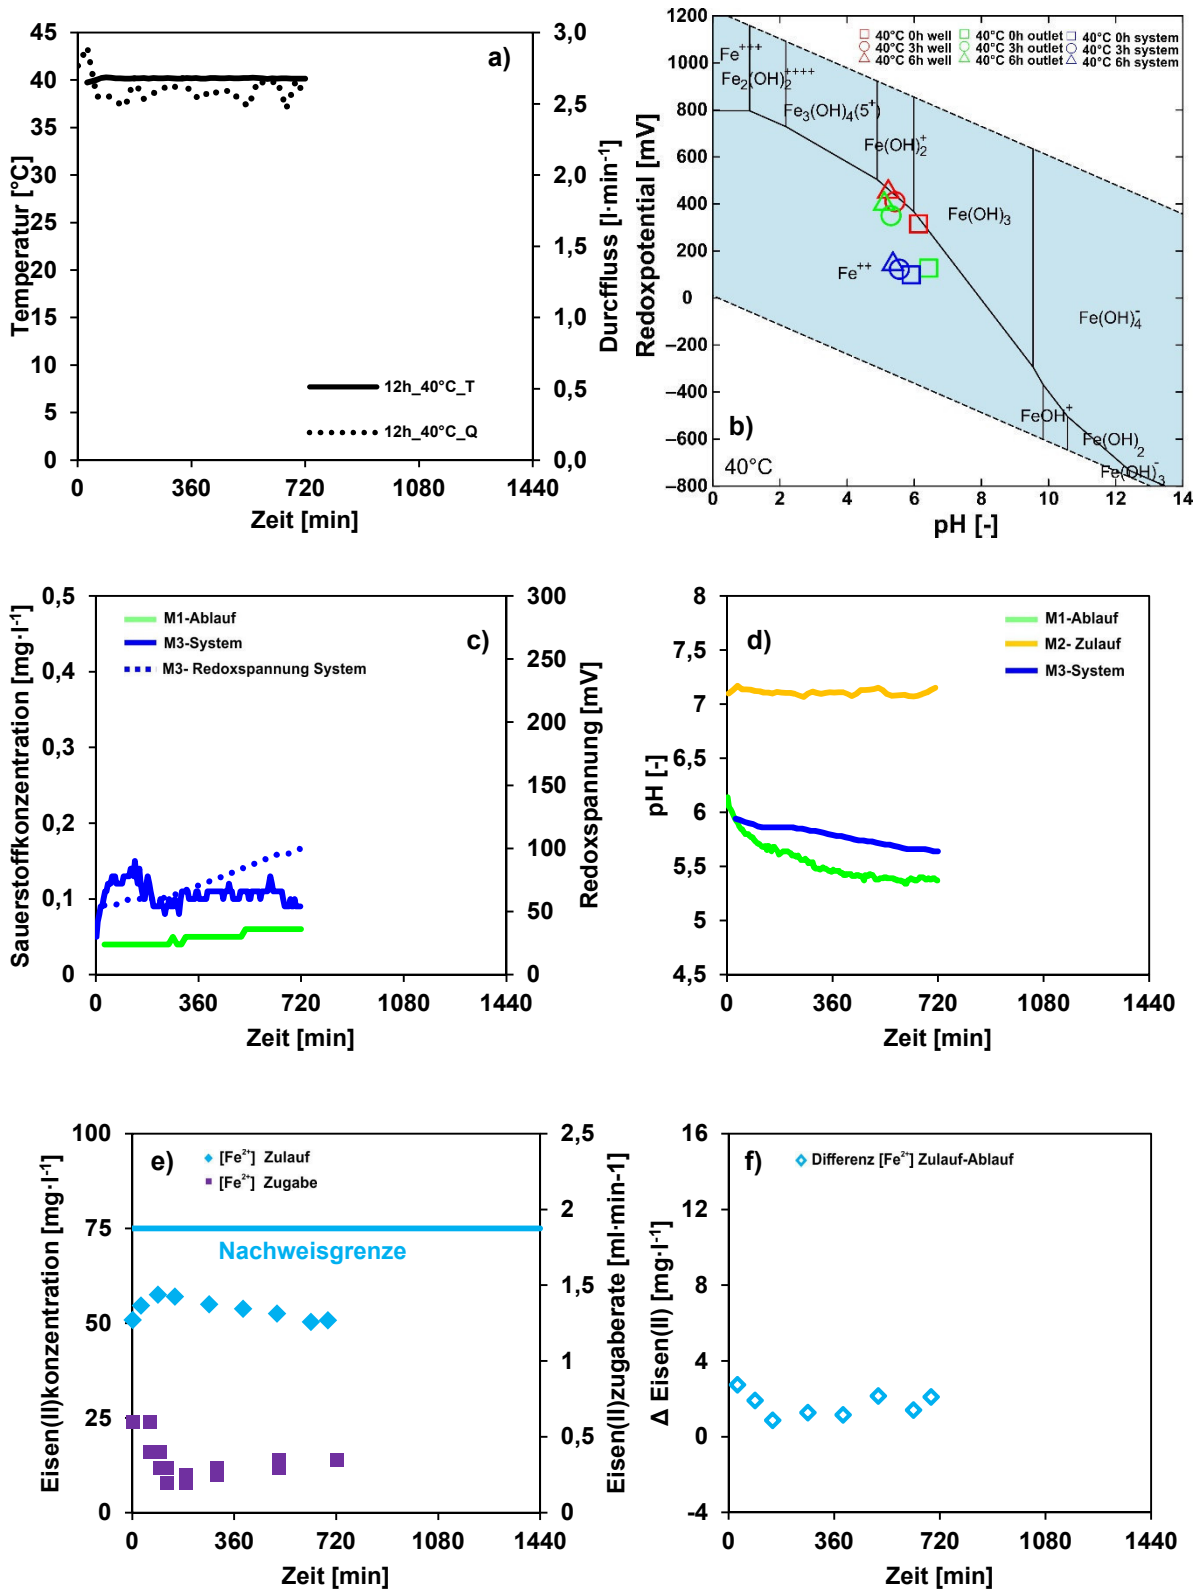 a)
45
40
35
30
25
20
15
10
5
0
Temperatur [°C]
3,0
2,5
2,0
1,5
1,0
0,5
0,0
Durcffluss [l·min-1]
12h_40°C_T
12h_40°C_Q
0 360 720 1080 1440
Zeit [min]
b)
1200
1000
800
600
400
200
0
–200
–400
–600
–800
Redoxpotential [mV]
40°C 0h well 40°C 0h outlet 40°C 0h system
40°C 3h well 40°C 3h outlet 40°C 3h system
40°C 6h well 40°C 6h outlet 40°C 6h system
Fe+++
Fe2(OH)2++++
Fe3(OH)4(5+)
Fe(OH)2+
Fe(OH)3
Fe++
Fe(OH)4-
FeOH+
Fe(OH)2
Fe(OH)3-
40°C
0 2 4 6 8 10 12 14
pH [-]
c)
0,5
0,4
0,3
0,2
0,1
0
Sauerstoffkonzentration [mg·l-1]
300
250
200
150
100
50
0
Redoxspannung [mV]
M1-Ablauf
M3-System
M3- Redoxspannung System
0 360 720 1080 1440
Zeit [min]
d)
8
7,5
7
6,5
6
5,5
5
4,5
pH [-]
M1-Ablauf
M2- Zulauf
M3-System
0 360 720 1080 1440
Zeit [min]
e)
100
75
50
25
0
Eisen(II)konzentration [mg·l-1]
2,5
2
1,5
1
0,5
0
Eisen(II)zugaberate [ml·min-1]
[Fe2+] Zulauf
[Fe2+] Zugabe
Nachweisgrenze
0 360 720 1080 1440
Zeit [min]
f)
16
12
8
4
0
-4
Δ Eisen(II) [mg·l-1]
Differenz [Fe2+] Zulauf-Ablauf
0 360 720 1080 1440
Zeit [min]